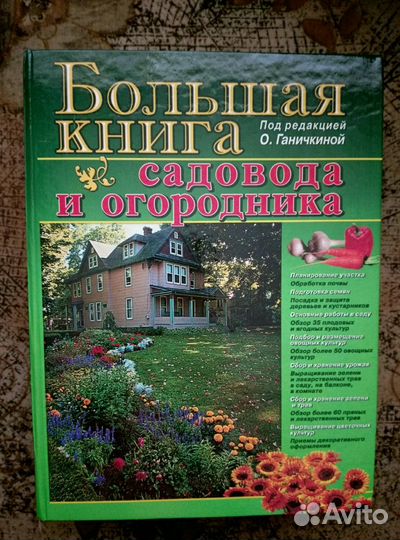 Большая
книга
Под редакцией
О. Ганичкиной
садовода
и огородника
Планирование участка
Обработка почвы
Подготовка семян
Посадка и защита
деревьев и кустарников
Основные работы в саду
Обзор 35 плодовых
и ягодных культур
Подбор и размещение
овощных культур
Обзор более 50 овощных
культур
Сбор и хранение урожая
Выращивание зелени
и лекарственных трав
в саду, на балконе,
в комнате
Сбор и хранение зелени
и трав
Обзор более 60 пряных
и лекарственных трав
Выращивание цветочных
культур
Приемы декоративного
оформления
Avito